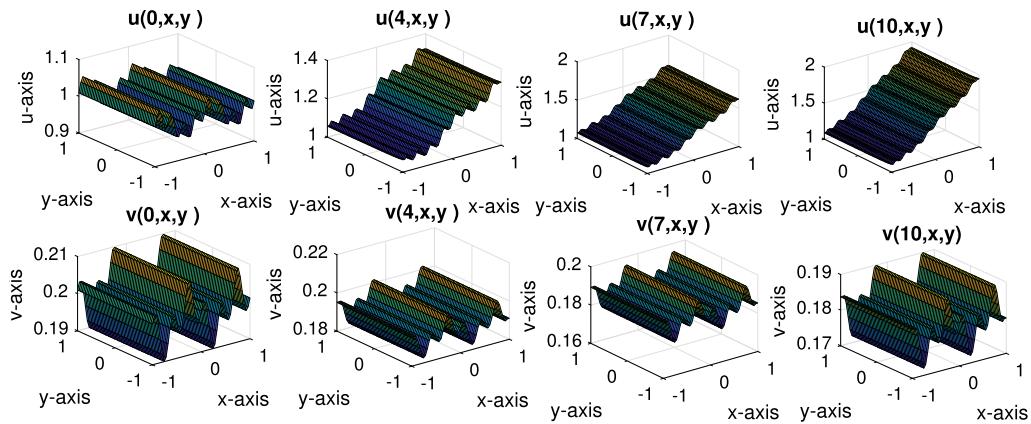 u(0,x,y )
u-axis
1.1
1
0.9
1
0
-1
y-axis
-1
0
1
x-axis
u(4,x,y )
u-axis
1.4
1.2
1
1
0
-1
y-axis
-1
0
1
x-axis
u(7,x,y )
u-axis
2
1.5
1
1
0
-1
y-axis
-1
0
1
x-axis
u(10,x,y )
u-axis
2
1.5
1
1
0
-1
y-axis
-1
0
1
x-axis
v(0,x,y )
v-axis
0.21
0.2
0.19
1
0
-1
y-axis
-1
0
1
x-axis
v(4,x,y )
v-axis
0.22
0.2
0.18
1
0
-1
y-axis
-1
0
1
x-axis
v(7,x,y )
v-axis
0.2
0.18
0.16
1
0
-1
y-axis
-1
0
1
x-axis
v(10,x,y)
v-axis
0.19
0.18
0.17
1
0
-1
y-axis
-1
0
1
x-axis